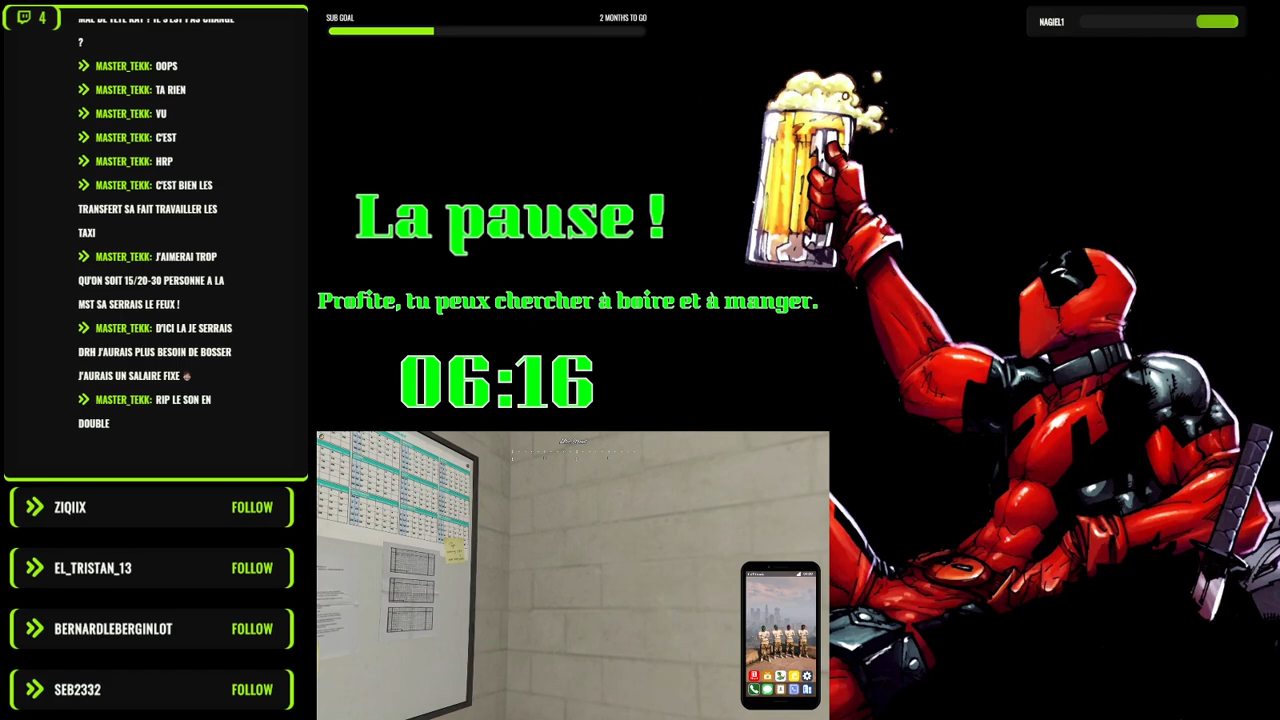 4
MAL DE TÊTE RAY ? IL S'EST PAS CHANGÉ
?
MASTER_TEKK: OOPS
MASTER_TEKK: TA RIEN
MASTER_TEKK: VU
MASTER_TEKK: C'EST
MASTER_TEKK: HRP
MASTER_TEKK: C'EST BIEN LES
TRANSFERT SA FAIT TRAVAILLER LES
TAXI
MASTER_TEKK: J'AIMERAI TROP
QU'ON SOIT 15/20-30 PERSONNE A LA
MST SA SERRAIS LE FEUX !
MASTER_TEKK: D'ICI LA JE SERRAIS
DRH J'AURAIS PLUS BESOIN DE BOSSER
J'AURAIS UN SALAIRE FIXE
MASTER_TEKK: RIP LE SON EN
DOUBLE
ZIQIIX FOLLOW
EL_TRISTAN_13 FOLLOW
BERNARDLEBERGINLOT FOLLOW
SEB2332 FOLLOW
SUB GOAL
2 MONTHS TO GO
NAGIEL1
La pause !
Profite, tu peux chercher à boire et à manger.
06:16